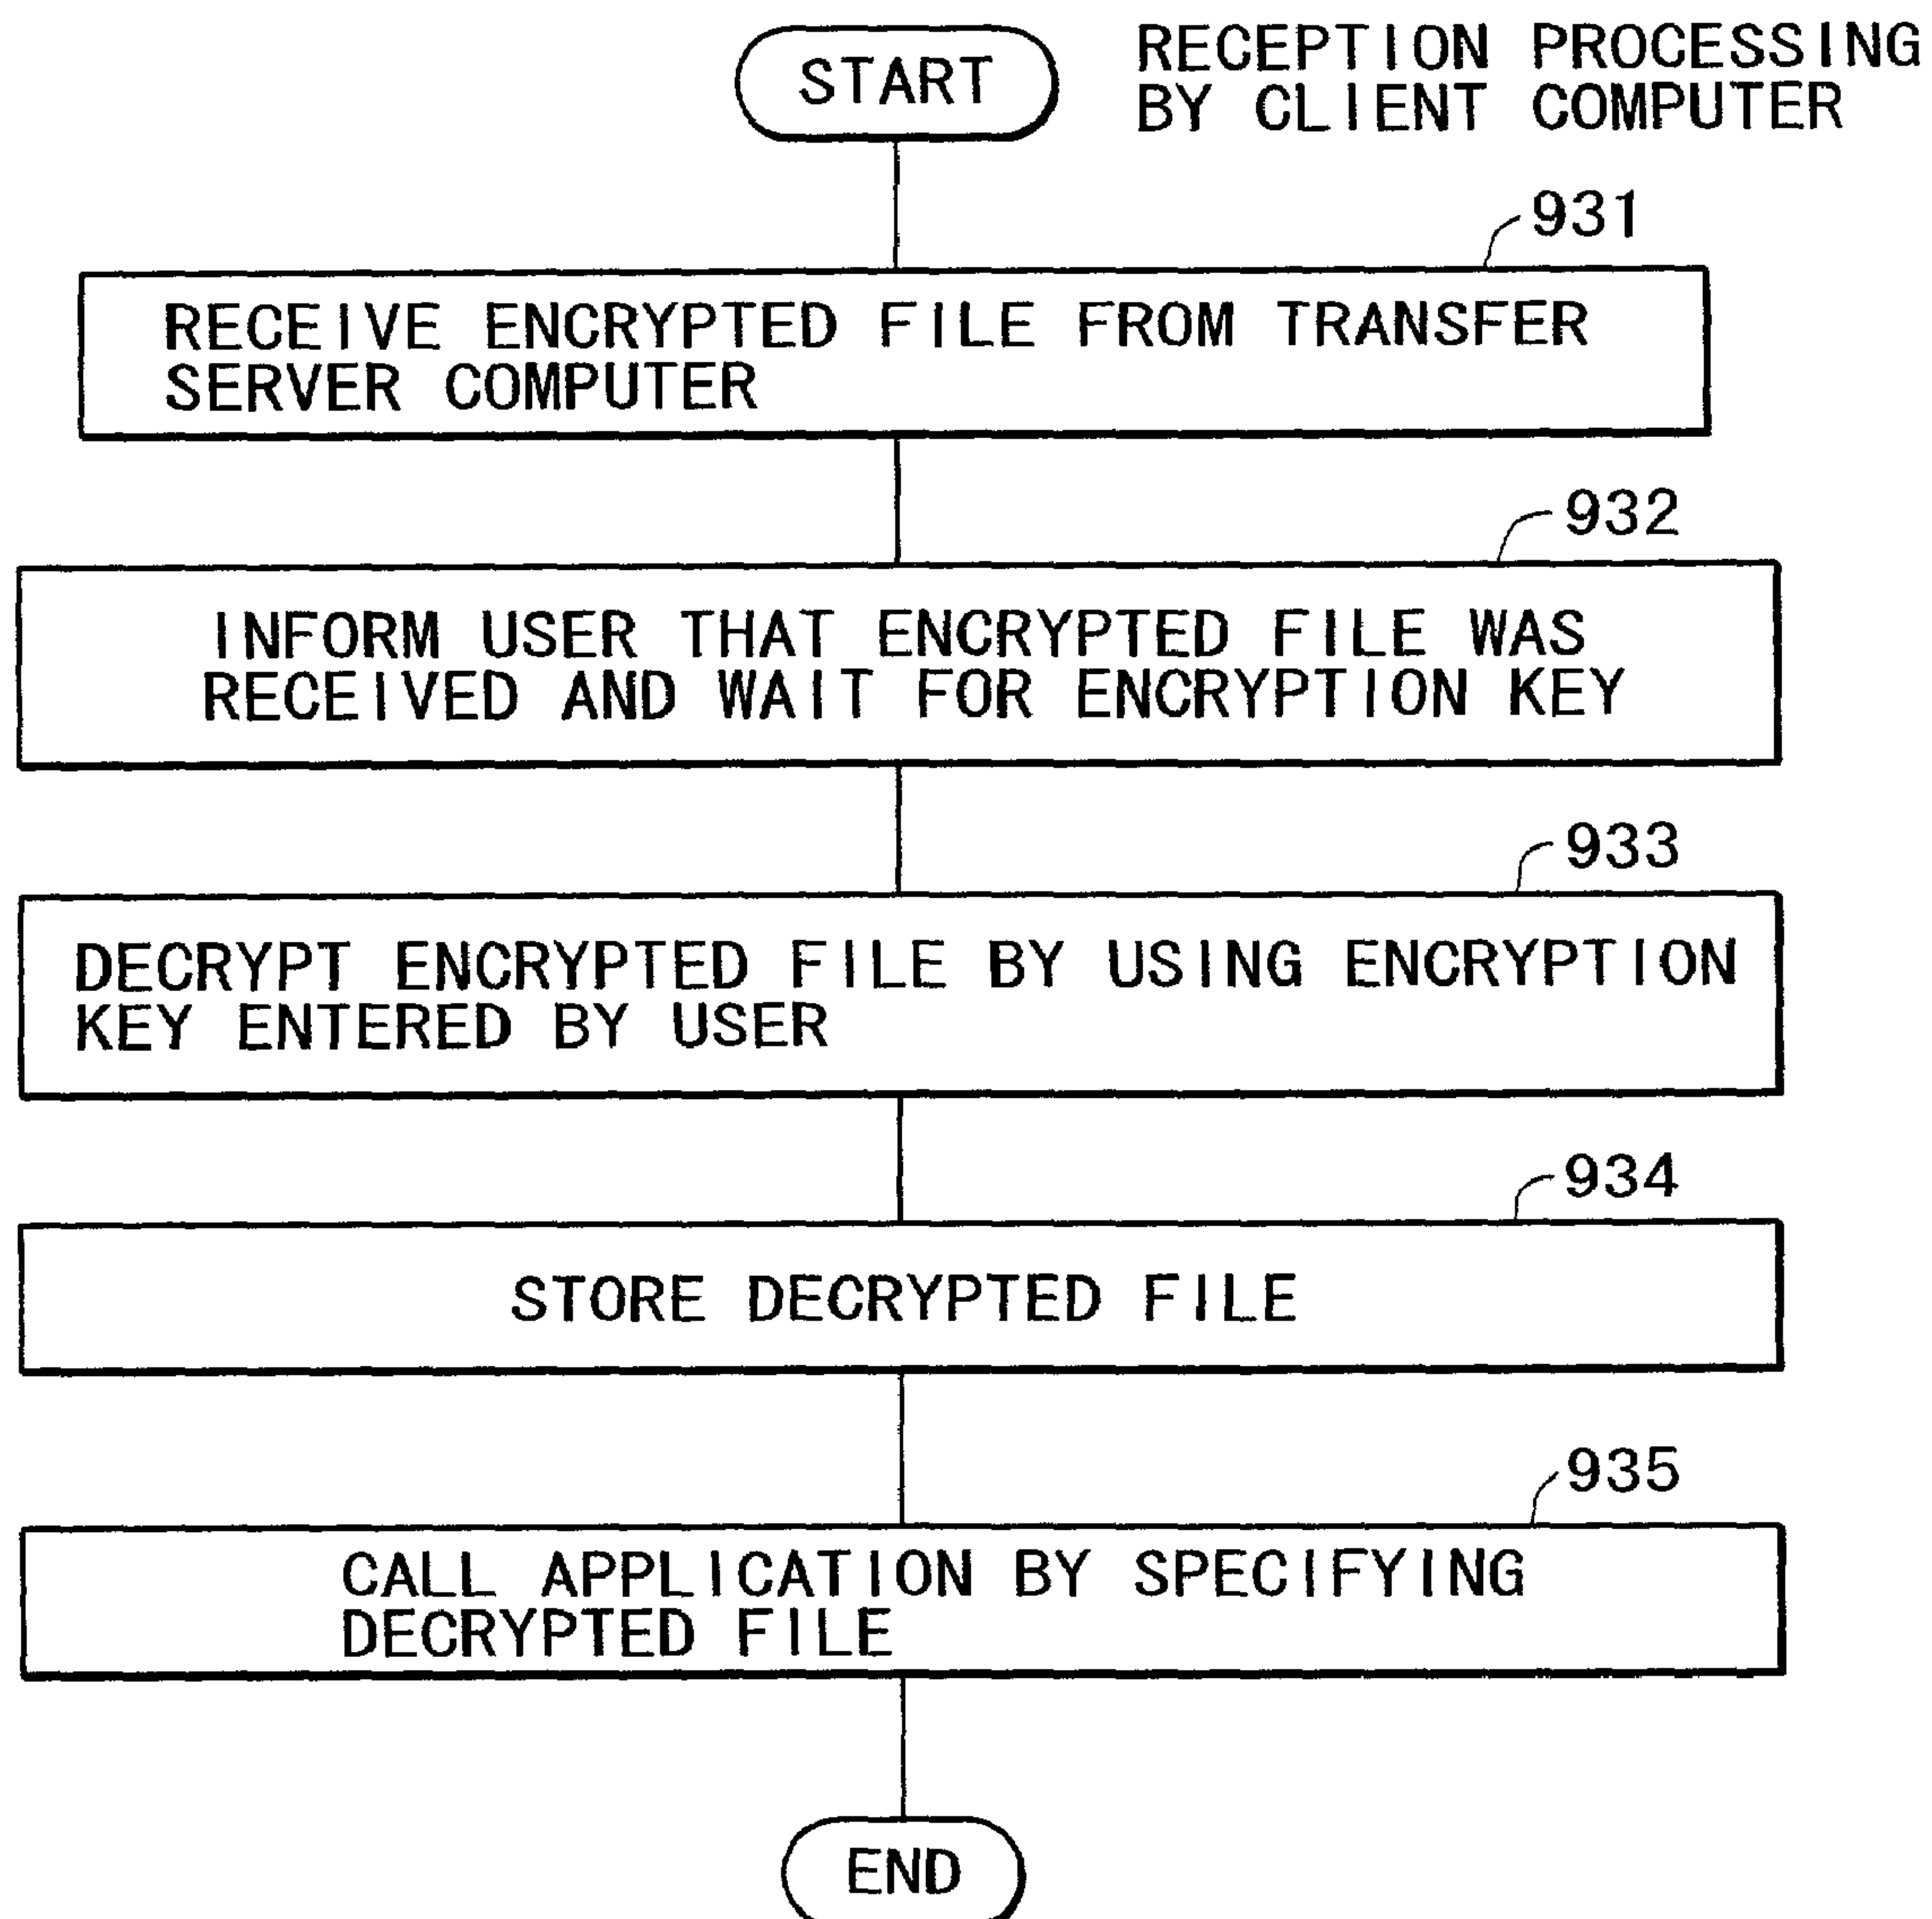 START
RECEPTION PROCESSING
BY CLIENT COMPUTER
931
RECEIVE ENCRYPTED FILE FROM TRANSFER
SERVER COMPUTER
932
INFORM USER THAT ENCRYPTED FILE WAS
RECEIVED AND WAIT FOR ENCRYPTION KEY
933
DECRYPT ENCRYPTED FILE BY USING ENCRYPTION
KEY ENTERED BY USER
934
STORE DECRYPTED FILE
935
CALL APPLICATION BY SPECIFYING
DECRYPTED FILE
END